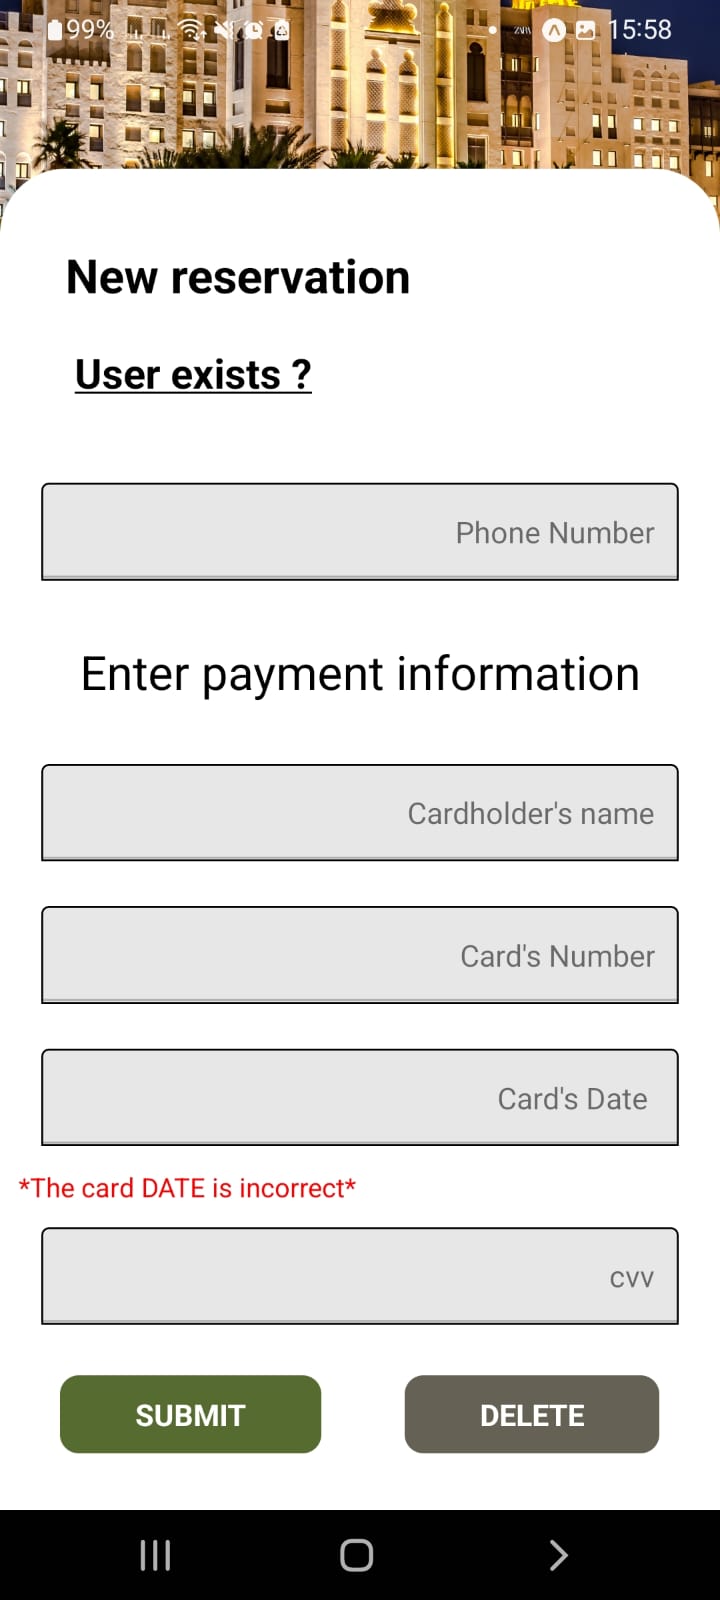 99% 15:58
New reservation
User exists ?
Phone Number
Enter payment information
Cardholder's name
Card's Number
Card's Date
*The card DATE is incorrect*
CVV
SUBMIT
DELETE